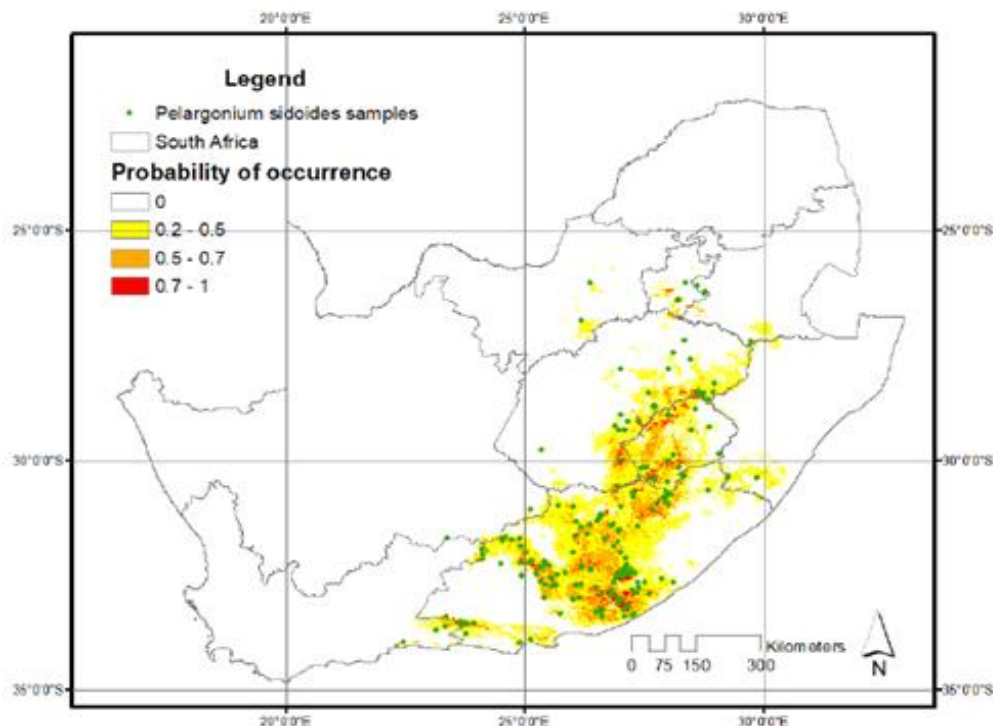 20°0'0"E 25°0'0"E 30°0'0"E
Legend
Pelargonium sidoides samples
South Africa
Probability of occurrence
0
0.2 - 0.5
0.5 - 0.7
0.7 - 1
25°0'0"S 25°0'0"S
30°0'0"S 30°0'0"S
35°0'0"S 35°0'0"S
Kilometers
0 75 150 300
N
20°0'0"E 25°0'0"E 30°0'0"E